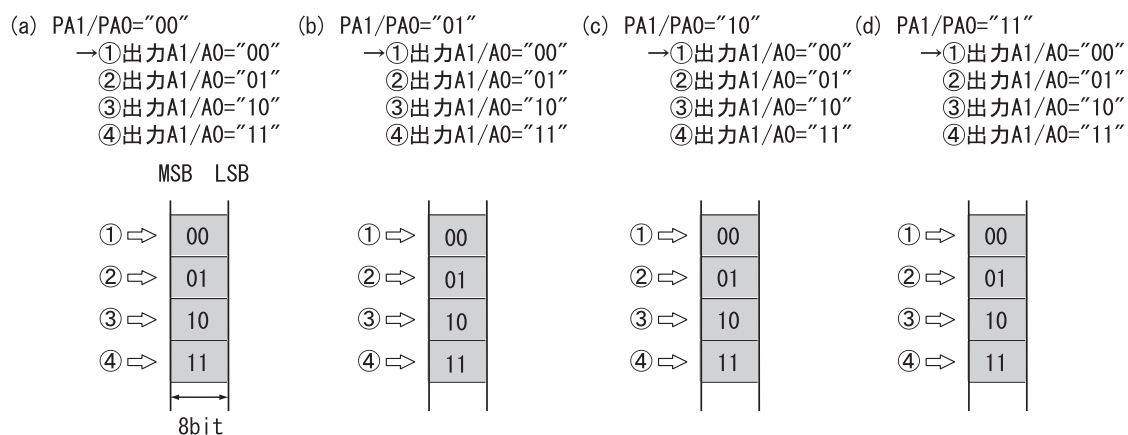 (a) PA1/PA0="00" (b) PA1/PA0="01" (c) PA1/PA0="10" (d) PA1/PA0="11"
→①出力A1/A0="00" →①出力A1/A0="00" →①出力A1/A0="00" →①出力A1/A0="00"
②出力A1/A0="01" ②出力A1/A0="01" ②出力A1/A0="01" ②出力A1/A0="01"
③出力A1/A0="10" ③出力A1/A0="10" ③出力A1/A0="10" ③出力A1/A0="10"
④出力A1/A0="11" ④出力A1/A0="11" ④出力A1/A0="11" ④出力A1/A0="11"
MSB LSB
①⇨ 00 ①⇨ 00 ①⇨ 00 ①⇨ 00
②⇨ 01 ②⇨ 01 ②⇨ 01 ②⇨ 01
③⇨ 10 ③⇨ 10 ③⇨ 10 ③⇨ 10
④⇨ 11 ④⇨ 11 ④⇨ 11 ④⇨ 11
8bit